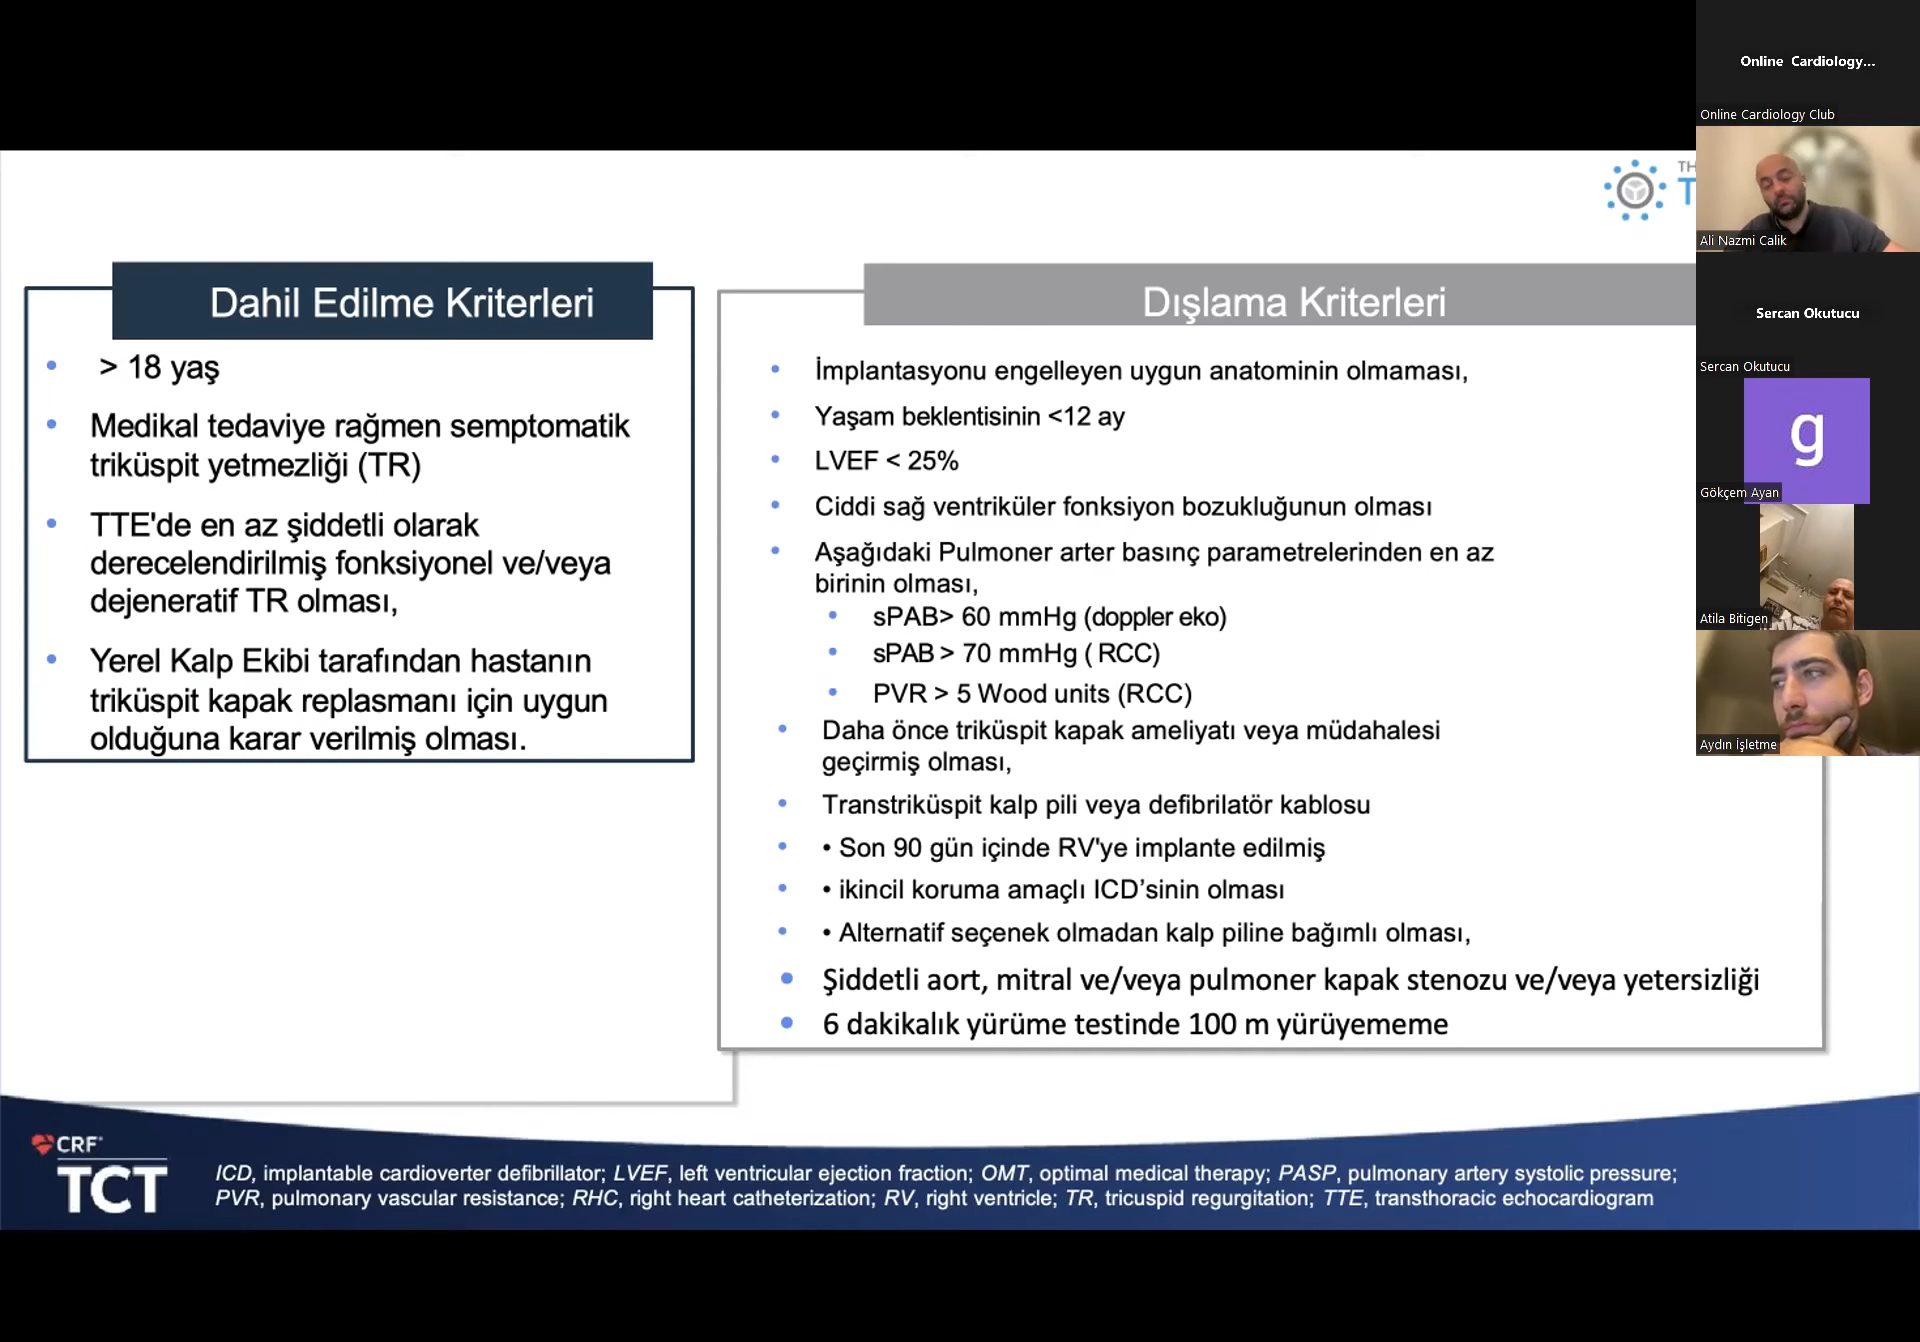 Online Cardiology...
Online Cardiology Club
Ali Nazmi Calik
Sercan Okutucu
Sercan Okutucu
g
Gökçem Ayan
Atila Bitigen
Aydın İşletme
TH
T
Dahil Edilme Kriterleri
• > 18 yaş
• Medikal tedaviye rağmen semptomatik
triküspit yetmezliği (TR)
• TTE'de en az şiddetli olarak
derecelendirilmiş fonksiyonel ve/veya
dejeneratif TR olması,
• Yerel Kalp Ekibi tarafından hastanın
triküspit kapak replasmanı için uygun
olduğuna karar verilmiş olması.
Dışlama Kriterleri
• İmplantasyonu engelleyen uygun anatominin olmaması,
• Yaşam beklentisinin <12 ay
• LVEF < 25%
• Ciddi sağ ventriküler fonksiyon bozukluğunun olması
• Aşağıdaki Pulmoner arter basınç parametrelerinden en az
birinin olması,
• sPAB> 60 mmHg (doppler eko)
• sPAB > 70 mmHg ( RCC)
• PVR > 5 Wood units (RCC)
• Daha önce triküspit kapak ameliyatı veya müdahalesi
geçirmiş olması,
• Transtriküspit kalp pili veya defibrilatör kablosu
• • Son 90 gün içinde RV'ye implante edilmiş
• • ikincil koruma amaçlı ICD’sinin olması
• • Alternatif seçenek olmadan kalp piline bağımlı olması,
• Şiddetli aort, mitral ve/veya pulmoner kapak stenozu ve/veya yetersizliği
• 6 dakikalık yürüme testinde 100 m yürüyememe
CRF
TCT
ICD, implantable cardioverter defibrillator; LVEF, left ventricular ejection fraction; OMT, optimal medical therapy; PASP, pulmonary artery systolic pressure;
PVR, pulmonary vascular resistance; RHC, right heart catheterization; RV, right ventricle; TR, tricuspid regurgitation; TTE, transthoracic echocardiogram